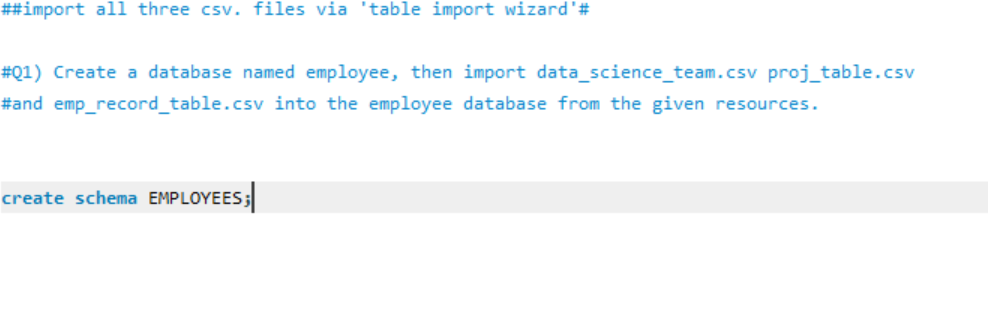 ##import all three csv. files via 'table import wizard'#
#Q1) Create a database named employee, then import data_science_team.csv proj_table.csv
#and emp_record_table.csv into the employee database from the given resources.
create schema EMPLOYEES;